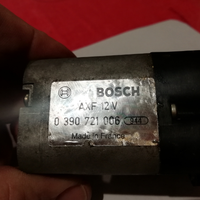 BOSCH
AXF 12V
0 390 721 006
Made in France